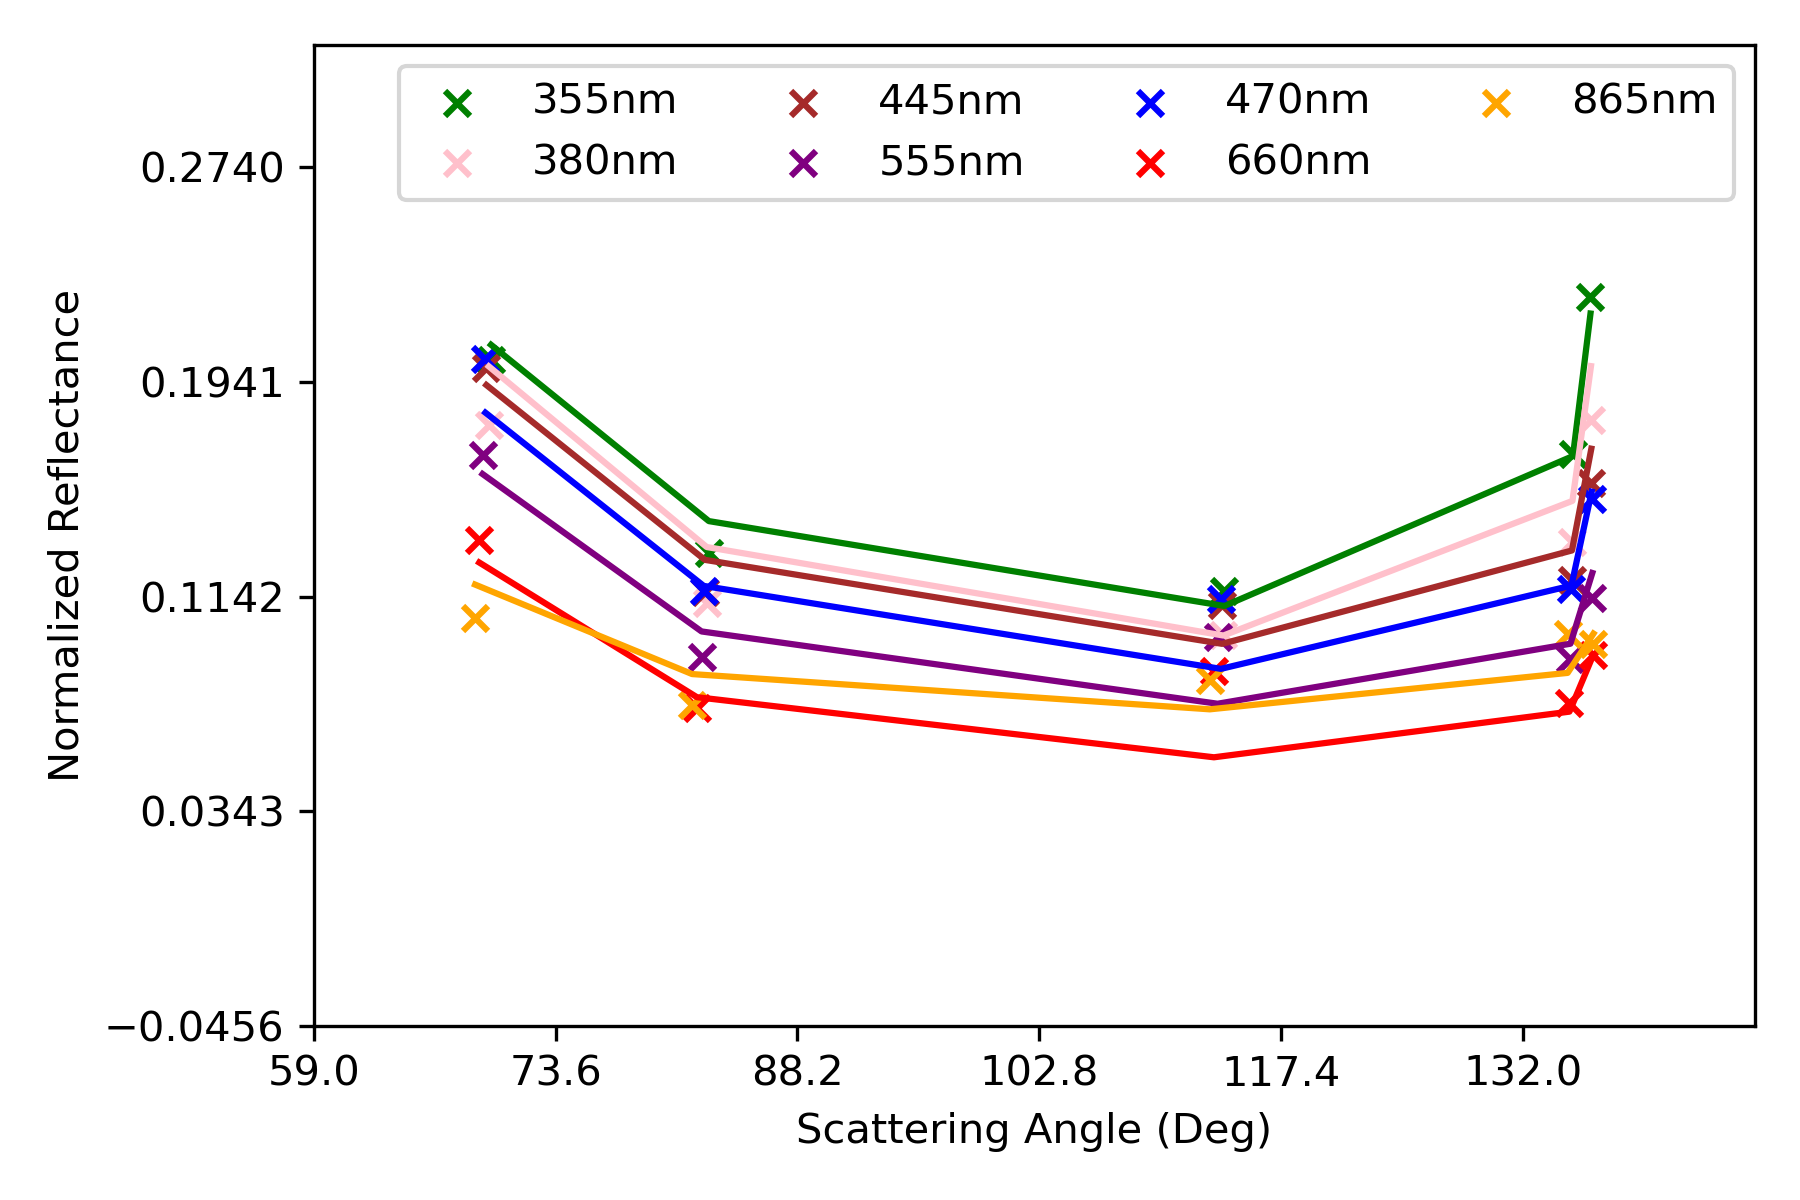 355nm 445nm 470nm 865nm
380nm 555nm 660nm
0.2740
0.1941
0.1142
0.0343
−0.0456
Normalized Reflectance
59.0 73.6 88.2 102.8 117.4 132.0
Scattering Angle (Deg)